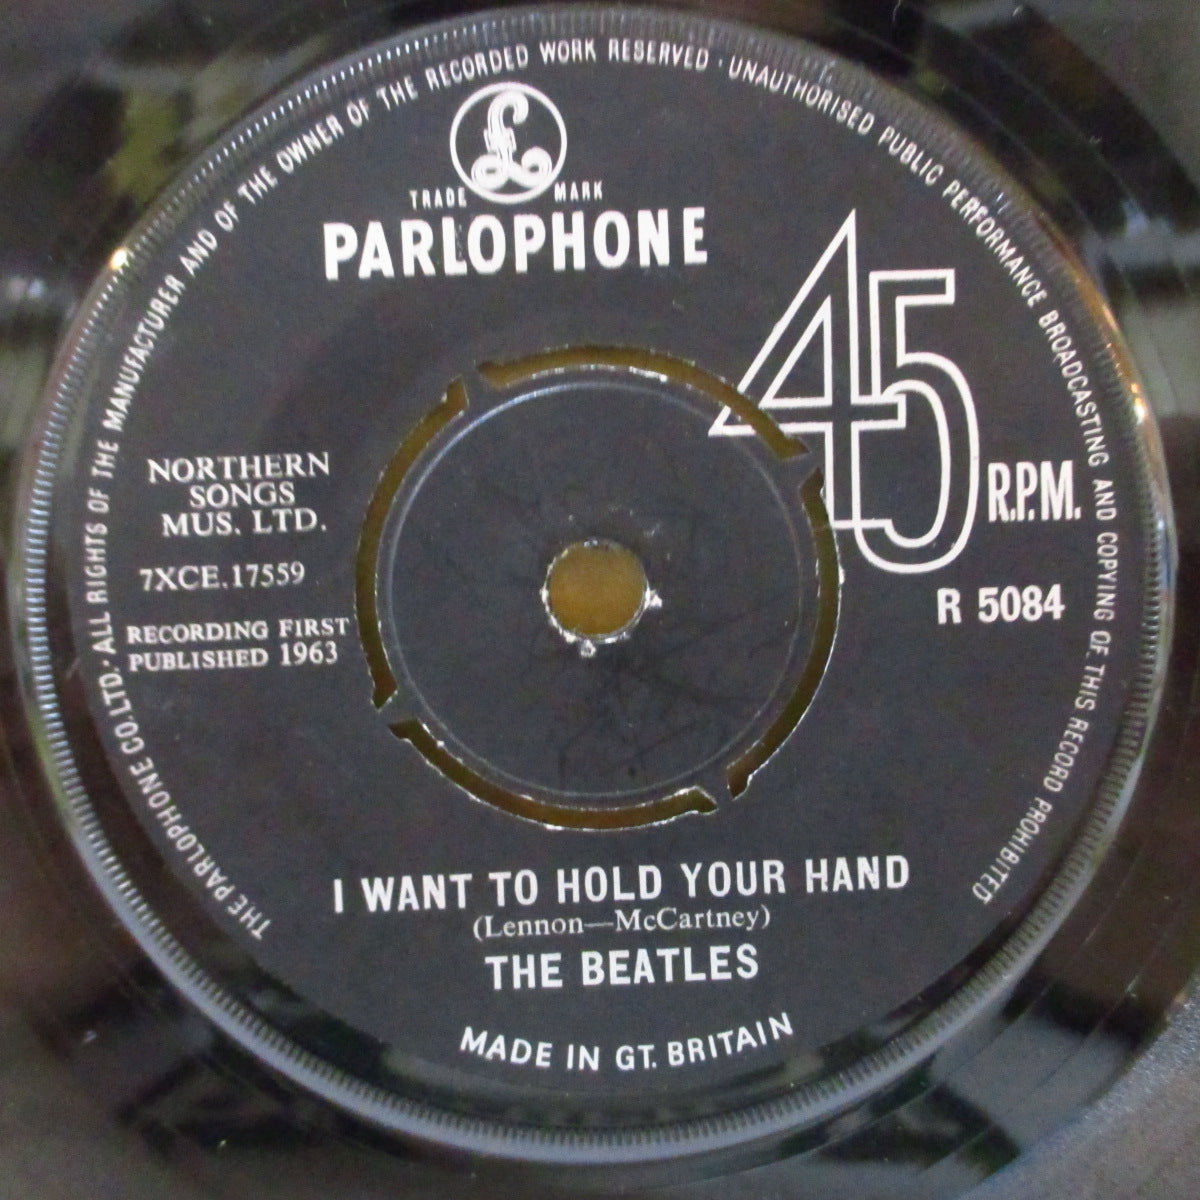 THE PARLOPHONE CO.LTD. · ALL RIGHTS OF THE MANUFACTURER AND OF THE OWNER OF THE RECORDED WORK RESERVED · UNAUTHORISED PUBLIC PERFORMANCE BROADCASTING AND COPYING OF THIS RECORD PROHIBITED
£
TRADE MARK
PARLOPHONE
45
R.P.M.
R 5084
NORTHERN
SONGS
MUS. LTD.
7XCE.17559
RECORDING FIRST
PUBLISHED 1963
I WANT TO HOLD YOUR HAND
(Lennon—McCartney)
THE BEATLES
MADE IN GT. BRITAIN